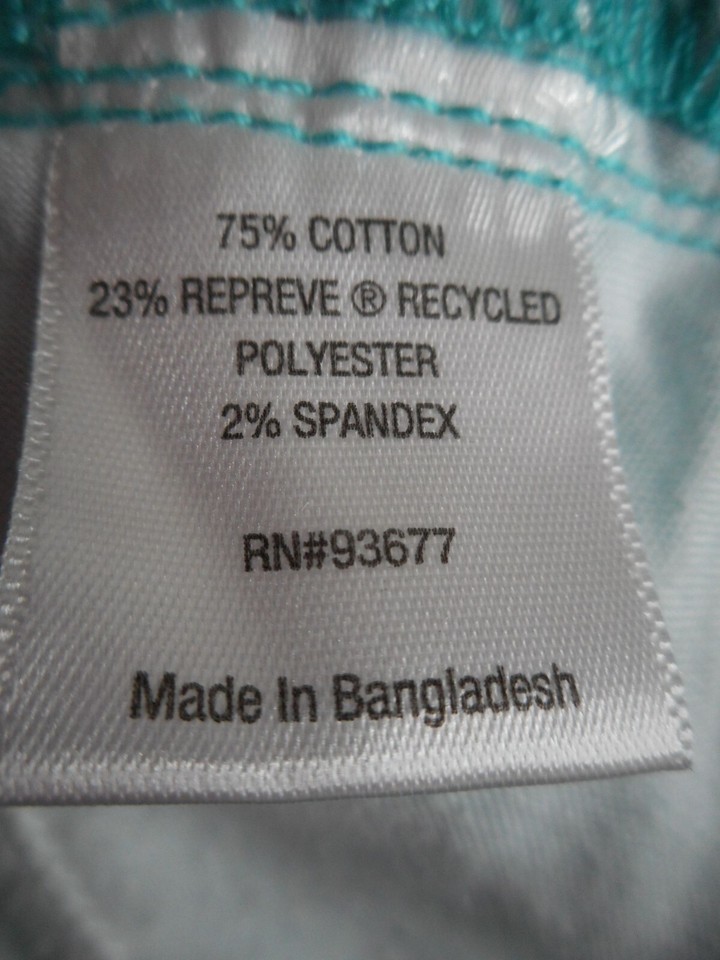 75% COTTON
23% REPREVE ® RECYCLED
POLYESTER
2% SPANDEX
RN#93677
Made In Bangladesh